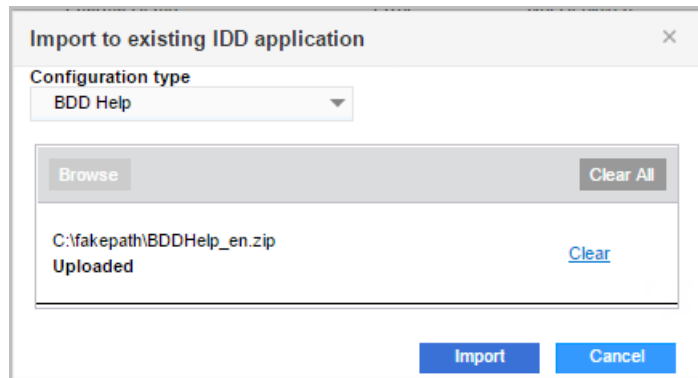 Import to existing IDD application
Configuration type
BDD Help
Browse
Clear All
C:\fakepath\BDDHelp_en.zip
Uploaded
Clear
Import
Cancel